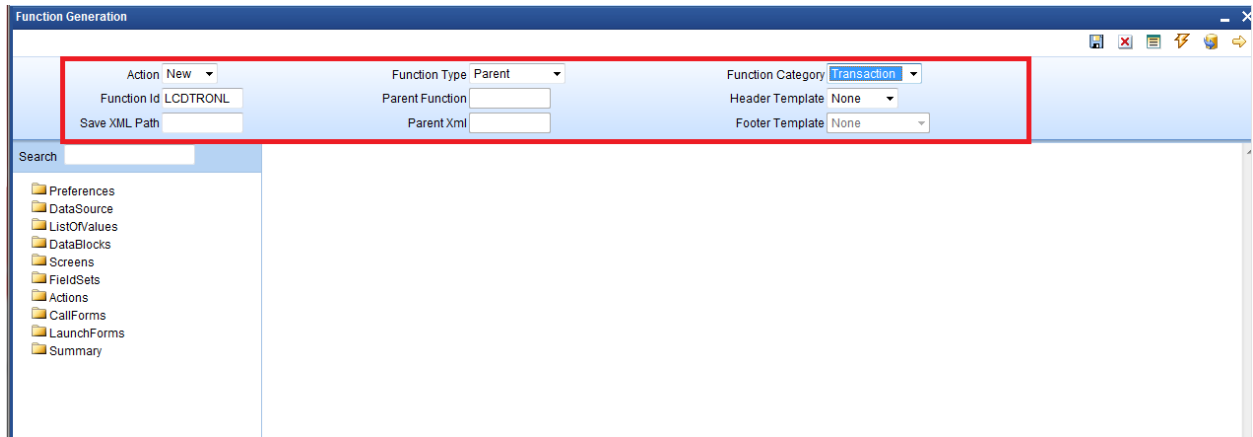 Function Generation
Action New Function Type Parent Function Category Transaction
Function Id LCDTRONL Parent Function Header Template None
Save XML Path Parent Xml Footer Template None
Search
Preferences
DataSource
ListOfValues
DataBlocks
Screens
FieldSets
Actions
CallForms
LaunchForms
Summary